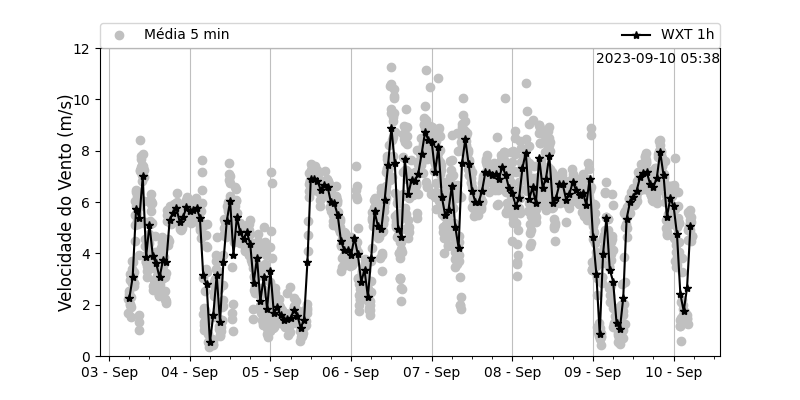 Média 5 min
WXT 1h
2023-09-10 05:38
Velocidade do Vento (m/s)
12
10
8
6
4
2
0
03 - Sep
04 - Sep
05 - Sep
06 - Sep
07 - Sep
08 - Sep
09 - Sep
10 - Sep